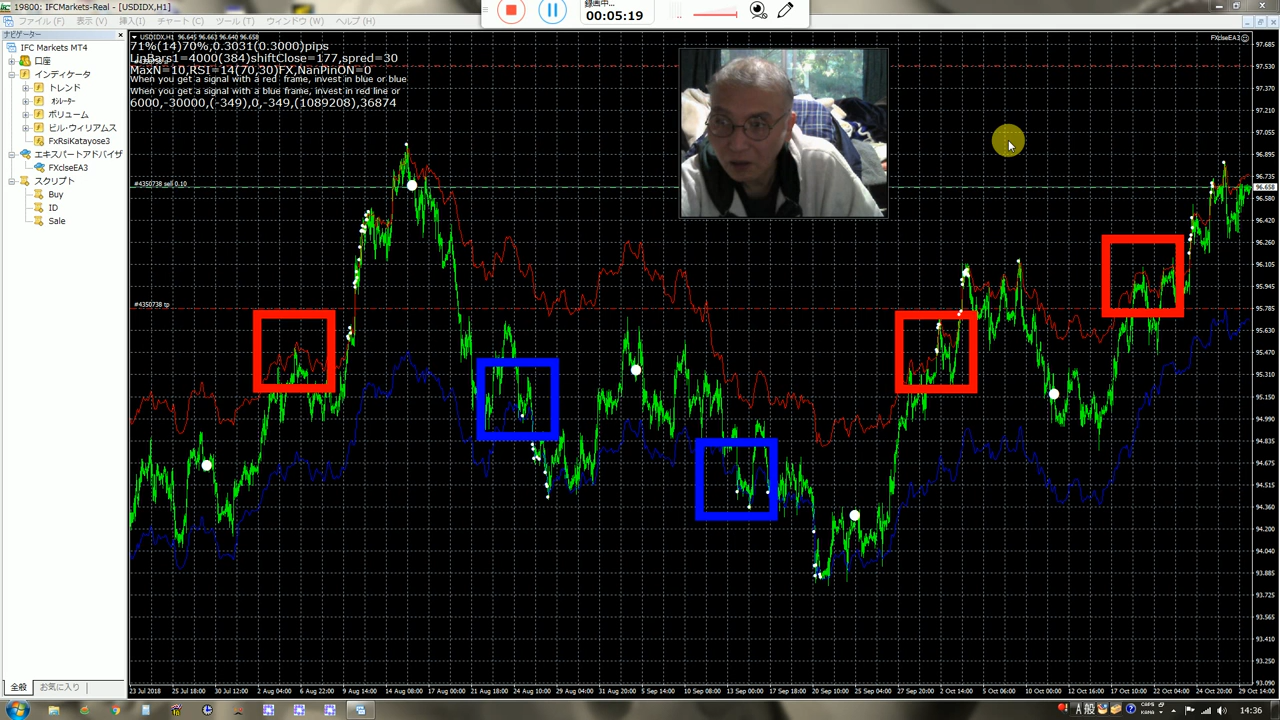 19800: IFCMarkets-Real - [USDIDX,H1]
録画中...
00:05:19
ファイル (F) 表示 (V) 挿入(I) チャート (C) ツール (T) ウィンドウ (W) ヘルプ (H)
ナビゲーター
IFC Markets MT4
口座
インディケータ
トレンド
オシレーター
ボリューム
ビル・ウィリアムス
FxRsiKatayose3
エキスパートアドバイザ
FXcIseEA3
スクリプト
Buy
ID
Sale
全般
お気に入り
USDIDX,H1 96.645 96.663 96.640 96.658
FXcIseEA3
71%(14)70%,0.3031(0.3000)pips
LinBars1=4000(384)shiftClose=177,spred=30
MaxN=10,RSI=14(70,30)FX,NanPinON=0
When you get a signal with a red frame, invest in blue or blue
When you get a signal with a blue frame, invest in red line or
6000,-30000,(-349),0,-349,(1089208),36874
#4350738 sell 0.10
#4350738 tp
97.685
97.530
97.370
97.210
97.055
96.895
96.735
96.658
96.580
96.420
96.260
96.105
95.945
95.785
95.630
95.470
95.310
95.150
94.995
94.835
94.675
94.515
94.360
94.200
94.040
93.885
93.725
93.565
93.410
93.250
93.090
23 Jul 2018 25 Jul 18:00 30 Jul 12:00 2 Aug 04:00 6 Aug 22:00 9 Aug 14:00 14 Aug 08:00 17 Aug 00:00 21 Aug 18:00 24 Aug 10:00 29 Aug 04:00 31 Aug 20:00 5 Sep 14:00 10 Sep 08:00 13 Sep 00:00 17 Sep 18:00 20 Sep 10:00 25 Sep 04:00 27 Sep 20:00 2 Oct 14:00 5 Oct 06:00 10 Oct 00:00 12 Oct 16:00 17 Oct 10:00 22 Oct 04:00 24 Oct 20:00 29 Oct 14:00
A 般
CAPS
KANA
14:36